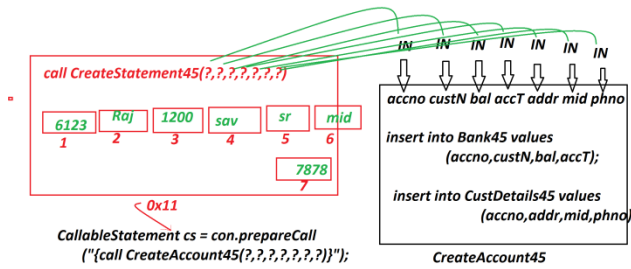 IN IN IN IN IN IN IN
call CreateStatement45(?,?,?,?,?,?,?)
accno custN bal accT addr mid phno
6123 Raj 1200 sav sr mid
1 2 3 4 5 6
insert into Bank45 values
(accno,custN,bal,accT);
7878
7
insert into CustDetails45 values
(accno,addr,mid,phno)
0x11
CallableStatement cs = con.prepareCall
("{call CreateAccount45(?,?,?,?,?,?,?)}");
CreateAccount45